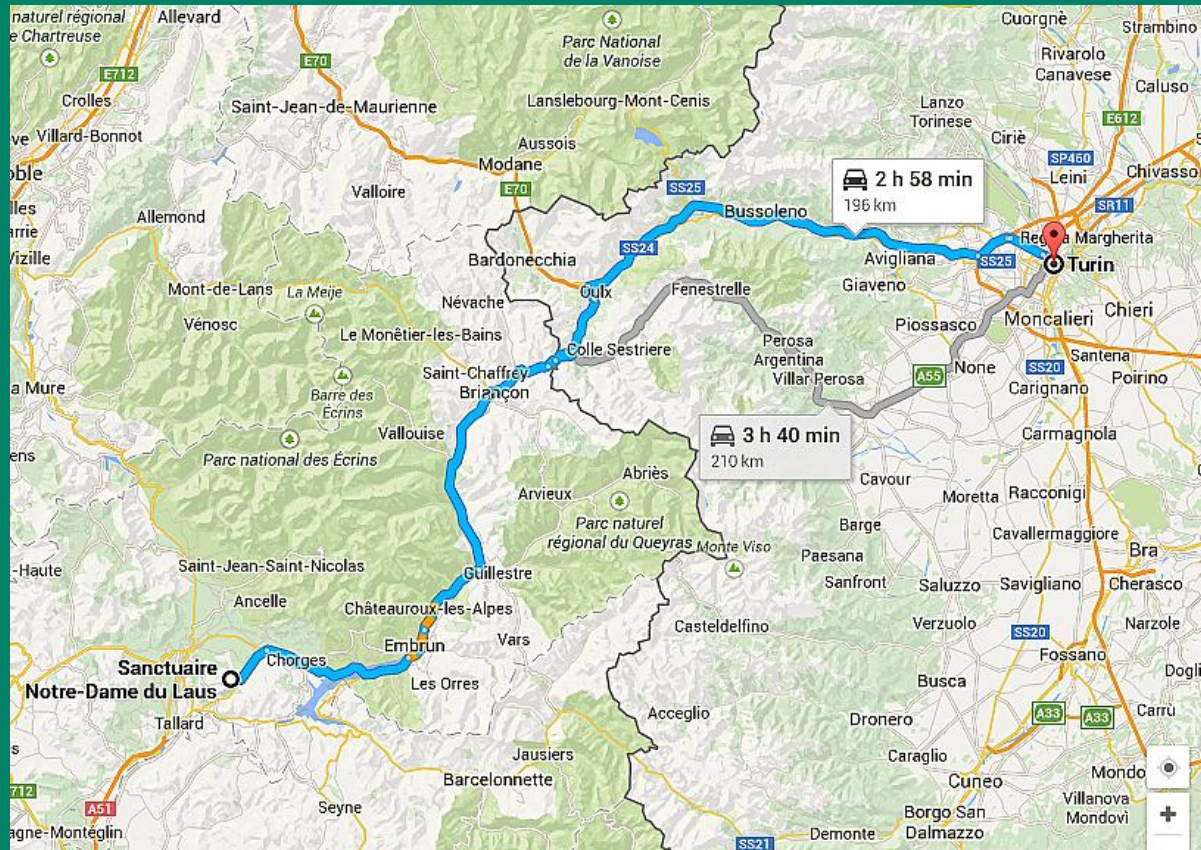 naturel régional
e Chartreuse
Allevard
E712
Crolles
Villard-Bonnot
E70
Saint-Jean-de-Maurienne
Parc National
de la Vanoise
Lanslebourg-Mont-Cenis
Aussois
Modane
E70
Valloire
Cuorgnè
Strambino
Rivarolo
Canavese
Caluso
Lanzo
Torinese
E612
Ciriè
SP460
Leini
Chivasso
SR11
oble
Allemond
Vizille
SS25
Bussoleno
2 h 58 min
196 km
SS24
Bardonecchia
Avigliana
SS25
Regina Margherita
Turin
Giaveno
Mont-de-Lans
La Meije
Névache
Oulx
Fenestrelle
Vénosc
Le Monêtier-les-Bains
Piossasco
Moncalieri
Chieri
Colle Sestriere
Perosa
Argentina
Villar Perosa
Santena
Poirino
a Mure
Saint-Chaffrey
Briançon
Barre des
Écrins
A55
None
SS20
Carignano
Vallouise
3 h 40 min
210 km
Carmagnola
Parc national des Écrins
Arvieux
Abriès
Cavour
Moretta
Racconigi
Parc naturel
régional du Queyras
Monte Viso
Barge
Cavallermaggiore
Bra
-Haute
Saint-Jean-Saint-Nicolas
Guillestre
Paesana
Sanfront
Saluzzo
Savigliano
Cherasco
Ancelle
Châteauroux-les-Alpes
Casteldelfino
Verzuolo
SS20
Narzole
Embrun
Vars
Fossano
Sanctuaire
Notre-Dame du Laus
Chorges
Les Orres
Busca
Dogli
Tallard
Acceglio
Dronero
A33
A33
Carrù
Jausiers
Caraglio
Barcelonnette
Cuneo
Mondo
712
A51
Seyne
Villanova
Mondovì
agne-Montéglin
Borgo San
Dalmazzo
SS21
Demonte